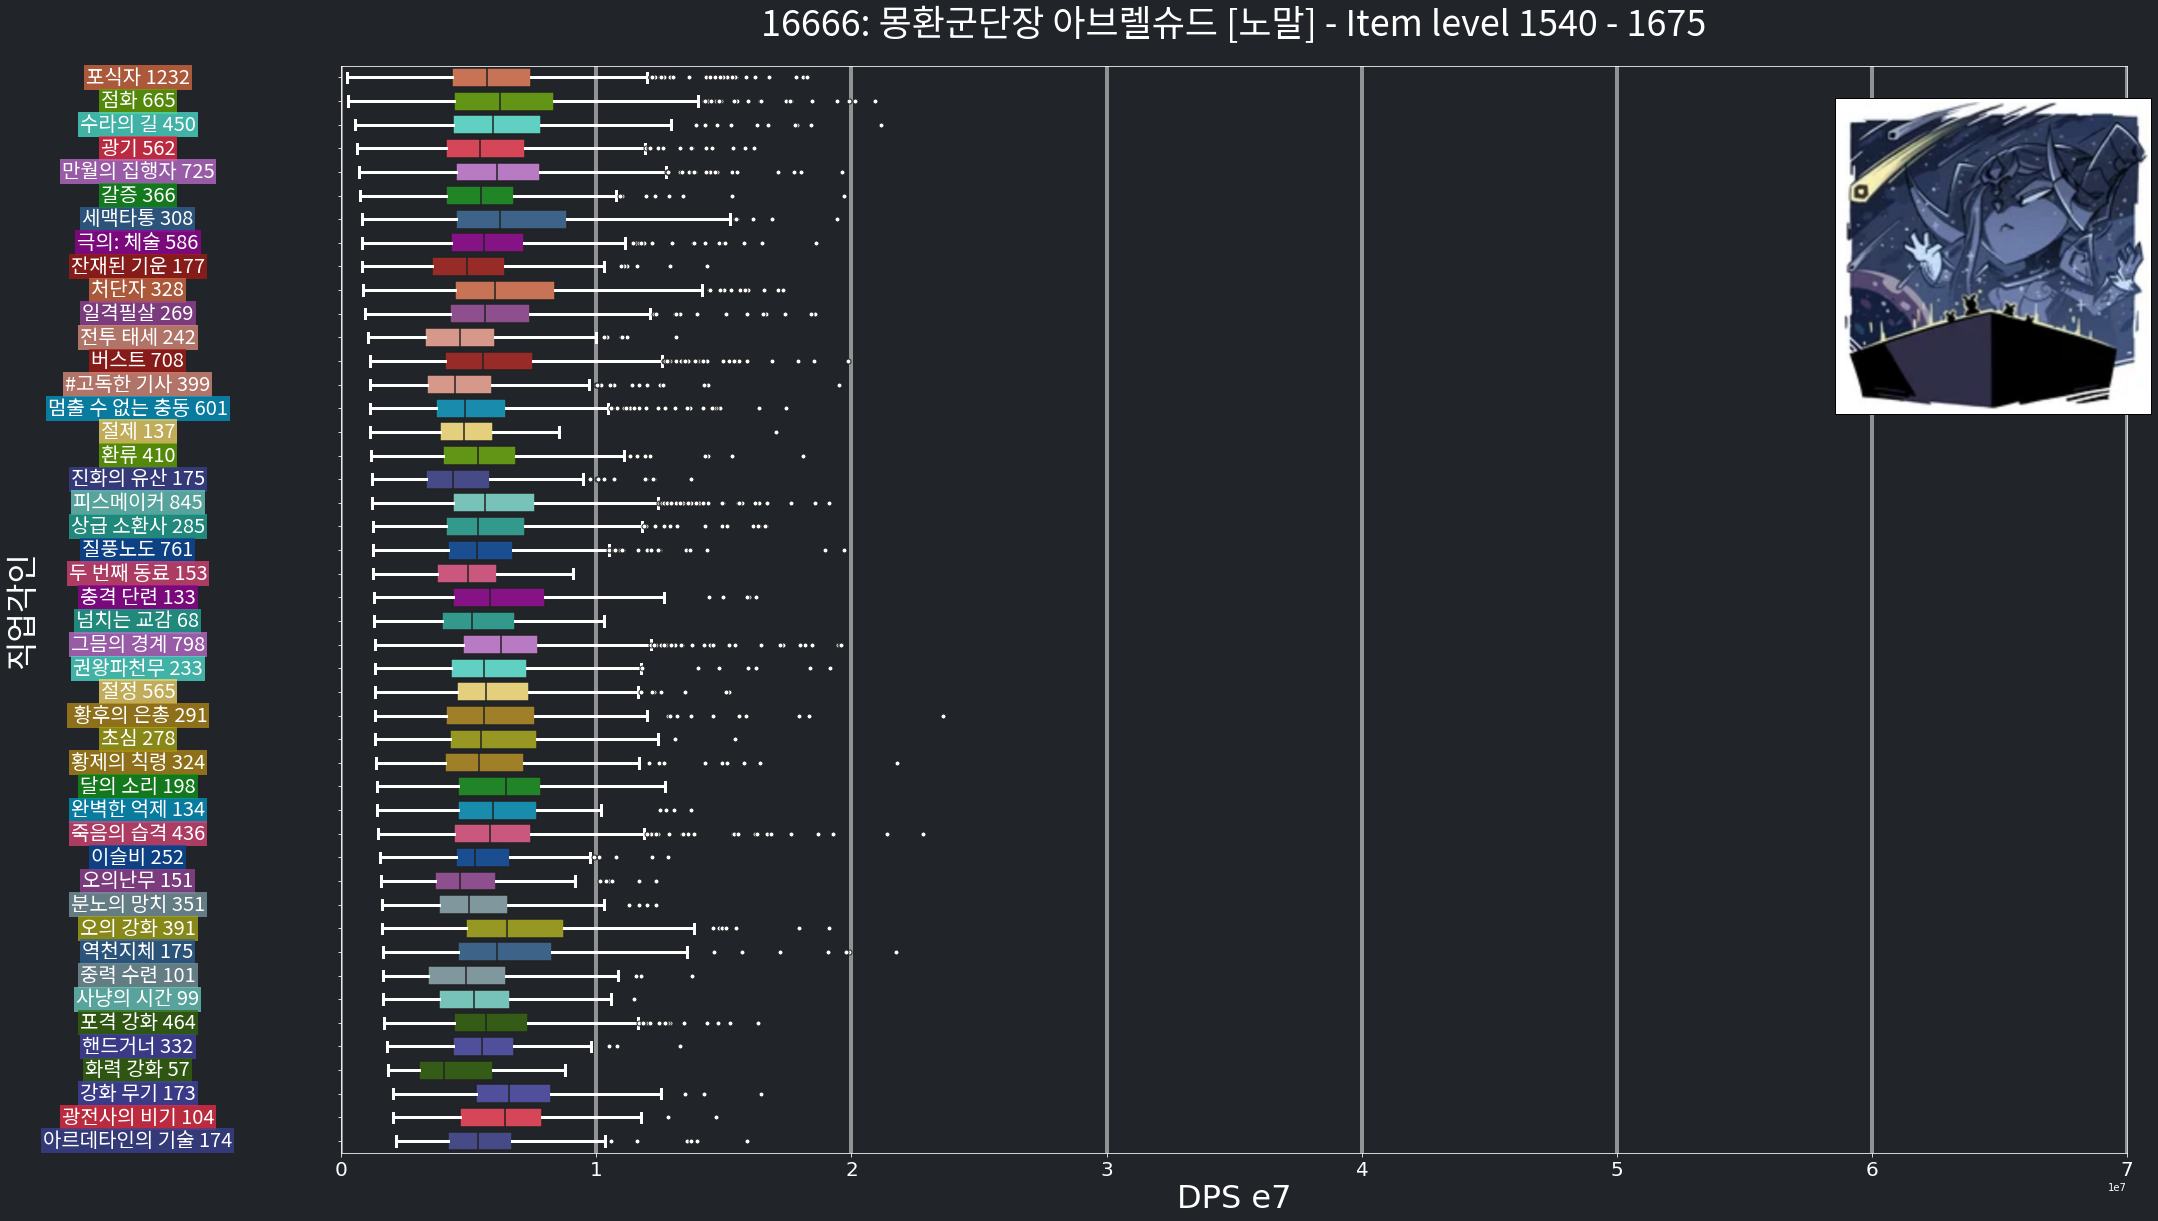 16666: 몽환군단장 아브렐슈드 [노말] - Item level 1540 - 1675
직업각인
포식자 1232
점화 665
수라의 길 450
광기 562
만월의 집행자 725
갈증 366
세맥타통 308
극의: 체술 586
잔재된 기운 177
처단자 328
일격필살 269
전투 태세 242
버스트 708
#고독한 기사 399
멈출 수 없는 충동 601
절제 137
환류 410
진화의 유산 175
피스메이커 845
상급 소환사 285
질풍노도 761
두 번째 동료 153
충격 단련 133
넘치는 교감 68
그믐의 경계 798
권왕파천무 233
절정 565
황후의 은총 291
초심 278
황제의 칙령 324
달의 소리 198
완벽한 억제 134
죽음의 습격 436
이슬비 252
오의난무 151
분노의 망치 351
오의 강화 391
역천지체 175
중력 수련 101
사냥의 시간 99
포격 강화 464
핸드거너 332
화력 강화 57
강화 무기 173
광전사의 비기 104
아르데타인의 기술 174
0 1 2 3 4 5 6 7
1e7
DPS e7